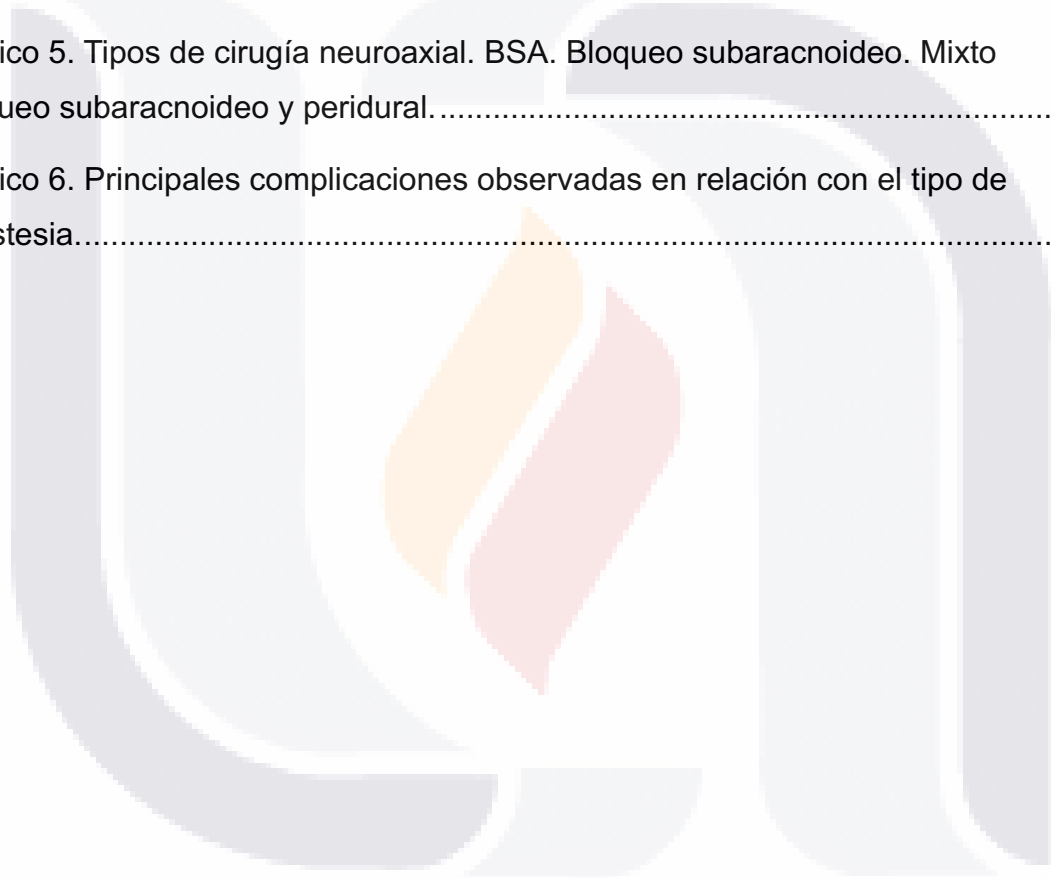 ico 5. Tipos de cirugía neuroaxial. BSA. Bloqueo subaracnoideo. Mixto
ueo subaracnoideo y peridural...........................................................................
ico 6. Principales complicaciones observadas en relación con el tipo de
stesia....................................................................................................................